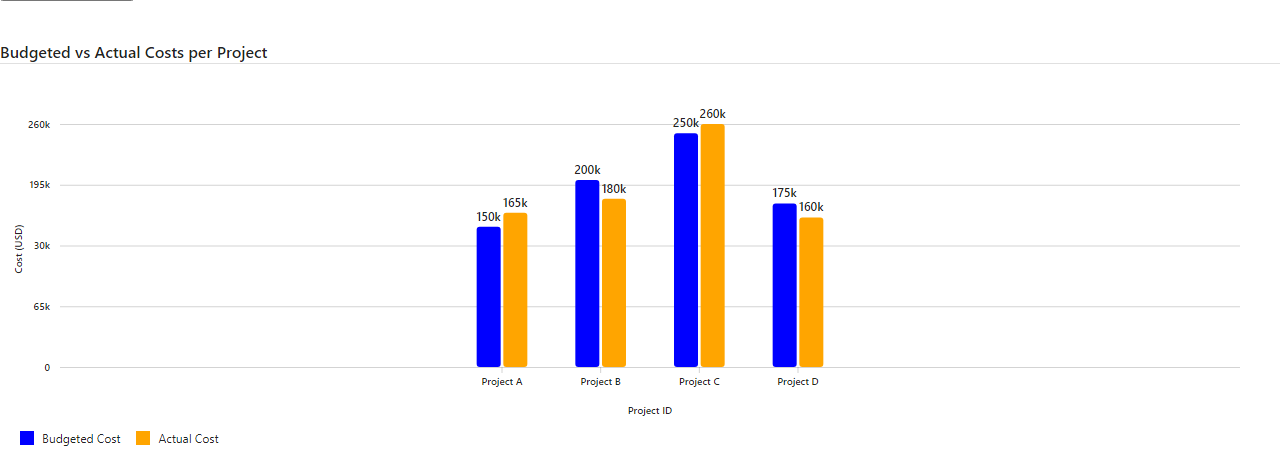 Budgeted vs Actual Costs per Project
260k
250k
260k
200k
195k
180k
175k
165k
160k
150k
30k
65k
0
Cost (USD)
Project A
Project B
Project C
Project D
Project ID
Budgeted Cost
Actual Cost